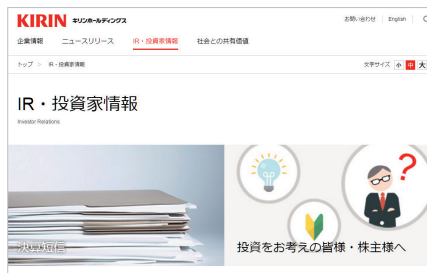 KIRIN キリンホールディングス
お問い合わせ English
企業情報 ニュースリリース IR・投資家情報 社会との共有価値
トップ > IR・投資家情報
文字サイズ 小 中 大
IR・投資家情報
Investor Relations
?
決算短信
投資をお考えの皆様・株主様へ